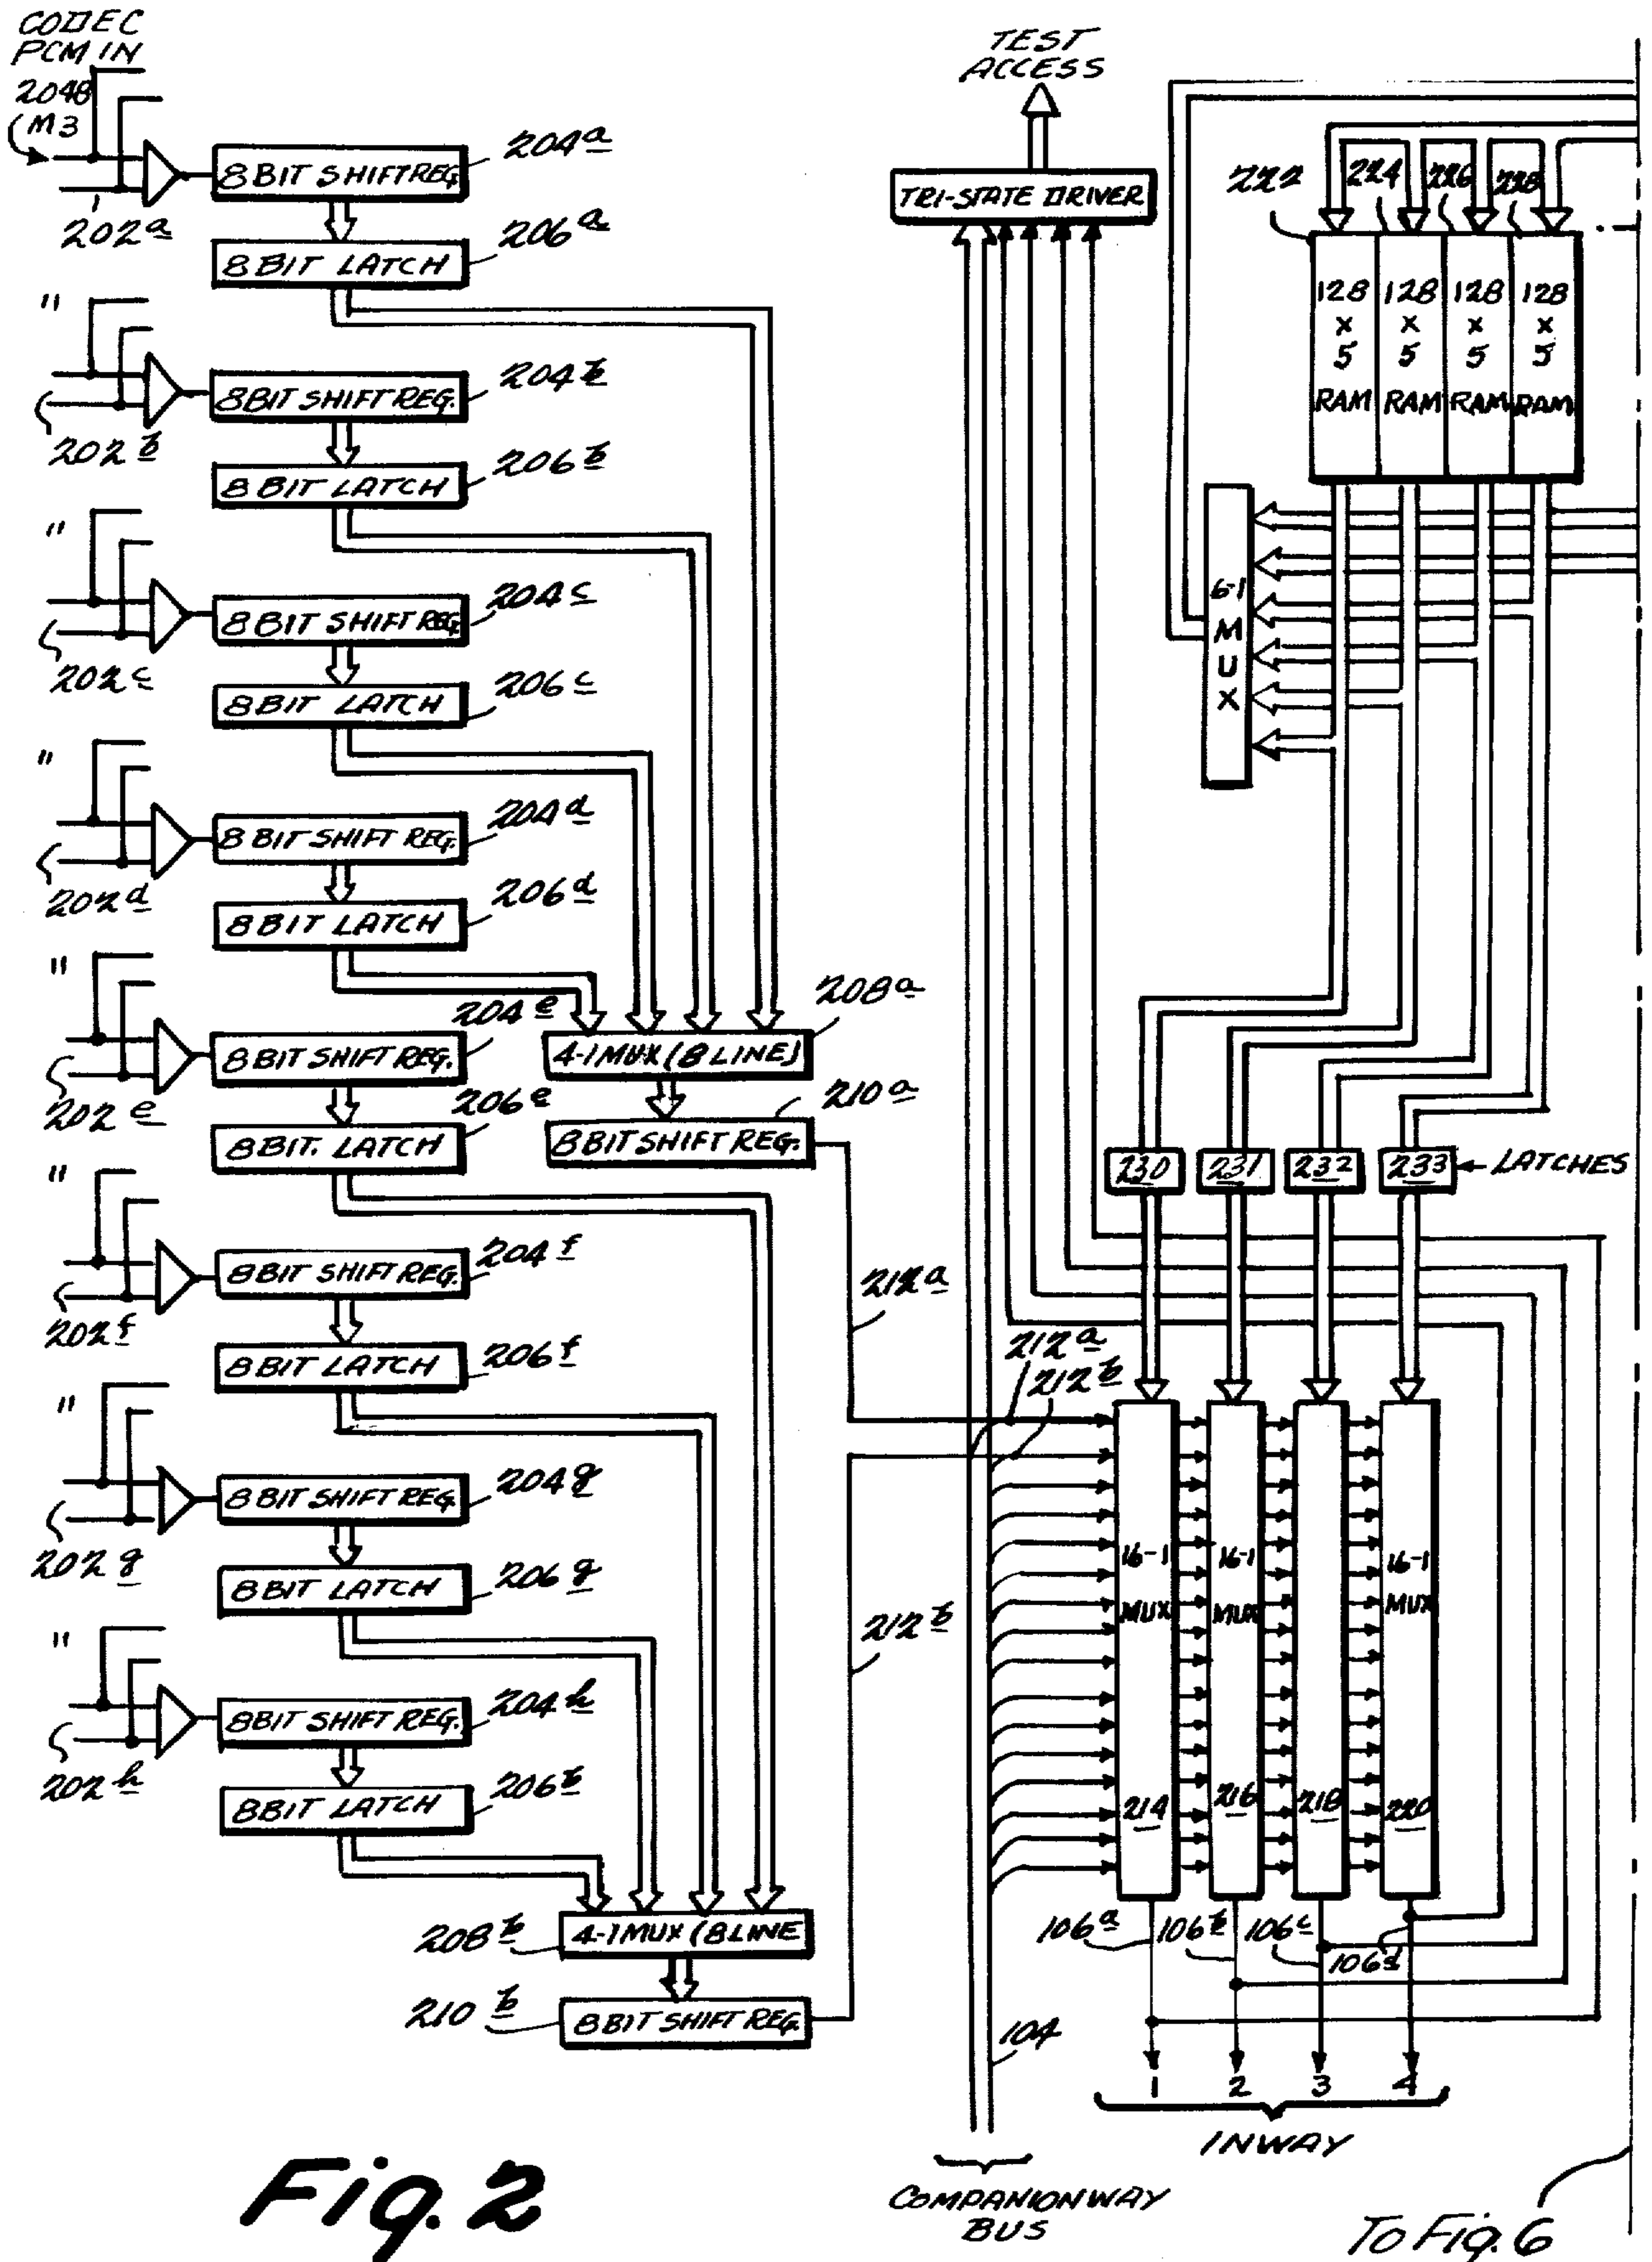 CODEC
PCM IN
2048
M3
202a
8 BIT SHIFT REG
204a
8 BIT LATCH
206a
"
202b
8 BIT SHIFT REG.
204b
8 BIT LATCH
206b
"
202c
8 BIT SHIFT REG.
204c
8 BIT LATCH
206c
"
202d
8 BIT SHIFT REG.
204d
8 BIT LATCH
206d
"
202e
8 BIT SHIFT REG.
204e
8 BIT. LATCH
206e
4-1 MUX (8 LINE)
208a
8 BIT SHIFT REG.
210a
"
202f
8 BIT SHIFT REG.
204f
8 BIT LATCH
206f
"
202g
8 BIT SHIFT REG.
204g
8 BIT LATCH
206g
"
202h
8 BIT SHIFT REG.
204h
8 BIT LATCH
206b
208b
4-1 MUX (8 LINE
210b
8 BIT SHIFT REG.
212a
212b
TEST
ACCESS
TRI-STATE DRIVER
222
224
226
228
128
x
5
RAM
128
x
5
RAM
128
x
5
RAM
128
x
5
RAM
6-1
M
U
X
230
231
232
233
LATCHES
212a
212b
16-1
MUX
214
16-1
MUX
216
218
16-1
MUX
220
106a
106b
106c
106d
104
1
2
3
4
INWAY
COMPANIONWAY
BUS
Fig. 2
To Fig. 6